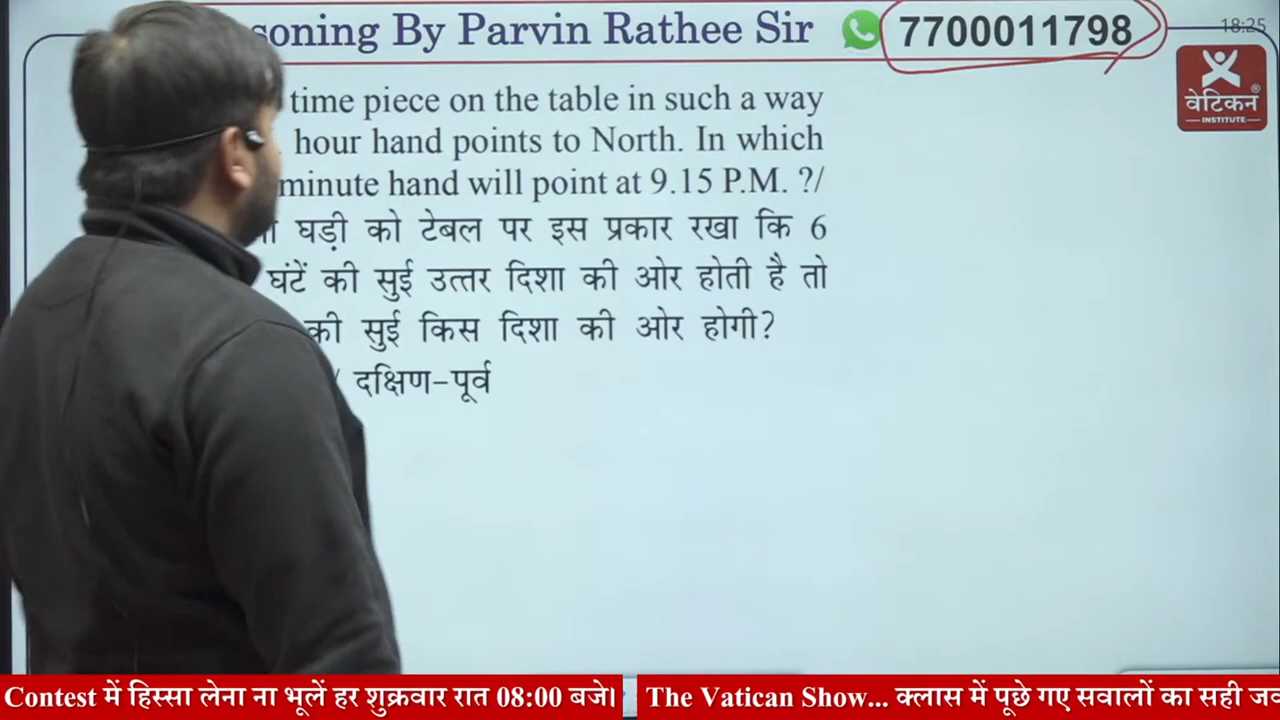 soning By Parvin Rathee Sir 7700011798 18:25
वेटिकन
INSTITUTE
time piece on the table in such a way
hour hand points to North. In which
minute hand will point at 9.15 P.M. ?/
घड़ी को टेबल पर इस प्रकार रखा कि 6
घंटें की सुई उत्तर दिशा की ओर होती है तो
की सुई किस दिशा की ओर होगी?
/ दक्षिण-पूर्व
Contest में हिस्सा लेना ना भूलें हर शुक्रवार रात 08:00 बजे। The Vatican Show... क्लास में पूछे गए सवालों का सही जव